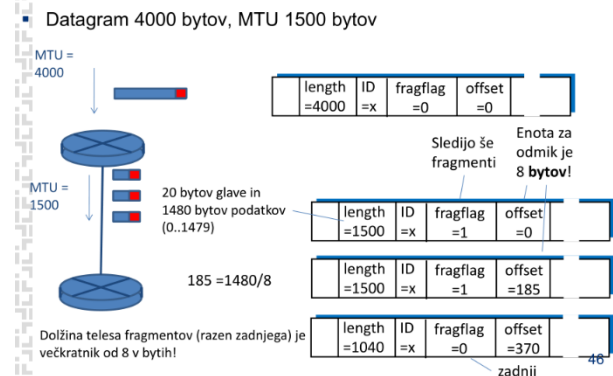 ▪ Datagram 4000 bytov, MTU 1500 bytov
MTU =
4000
length ID fragflag offset
=4000 =x =0 =0
Sledijo še
fragmenti
Enota za
odmik je
8 bytov!
MTU =
1500
20 bytov glave in
1480 bytov podatkov
(0..1479)
length ID fragflag offset
=1500 =x =1 =0
185 =1480/8
length ID fragflag offset
=1500 =x =1 =185
Dolžina telesa fragmentov (razen zadnjega) je
večkratnik od 8 v bytih!
length ID fragflag offset
=1040 =x =0 =370
zadnji
46